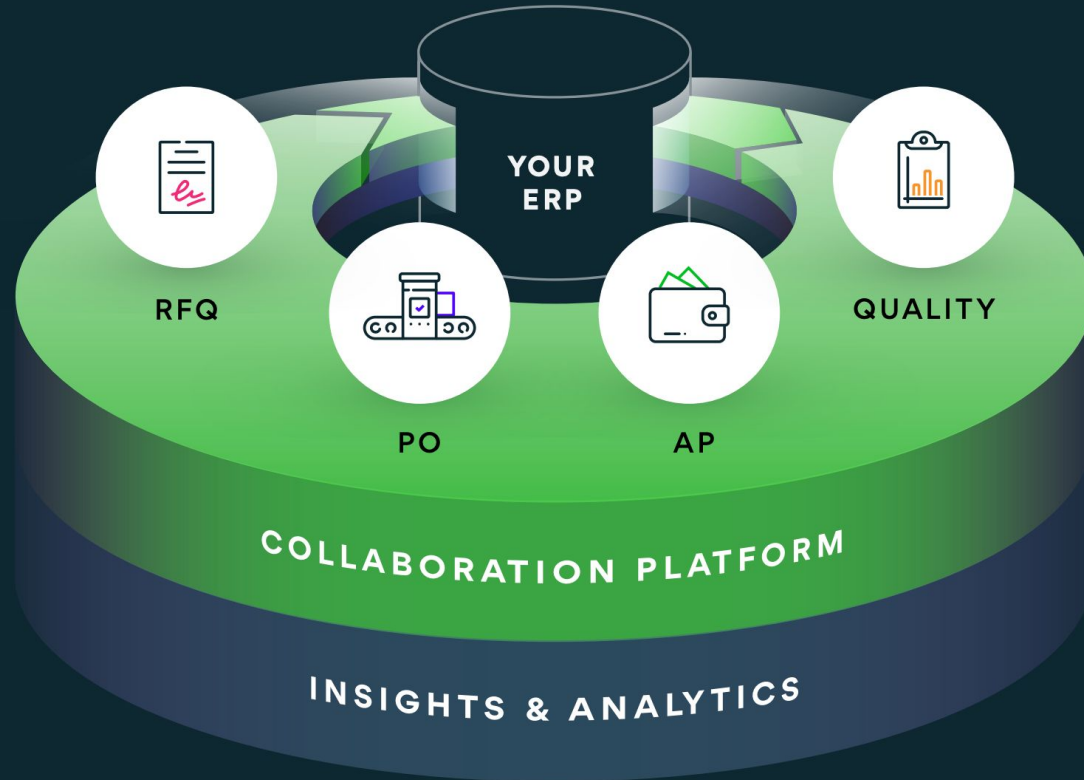 YOUR
ERP
RFQ
QUALITY
PO
AP
COLLABORATION PLATFORM
INSIGHTS & ANALYTICS